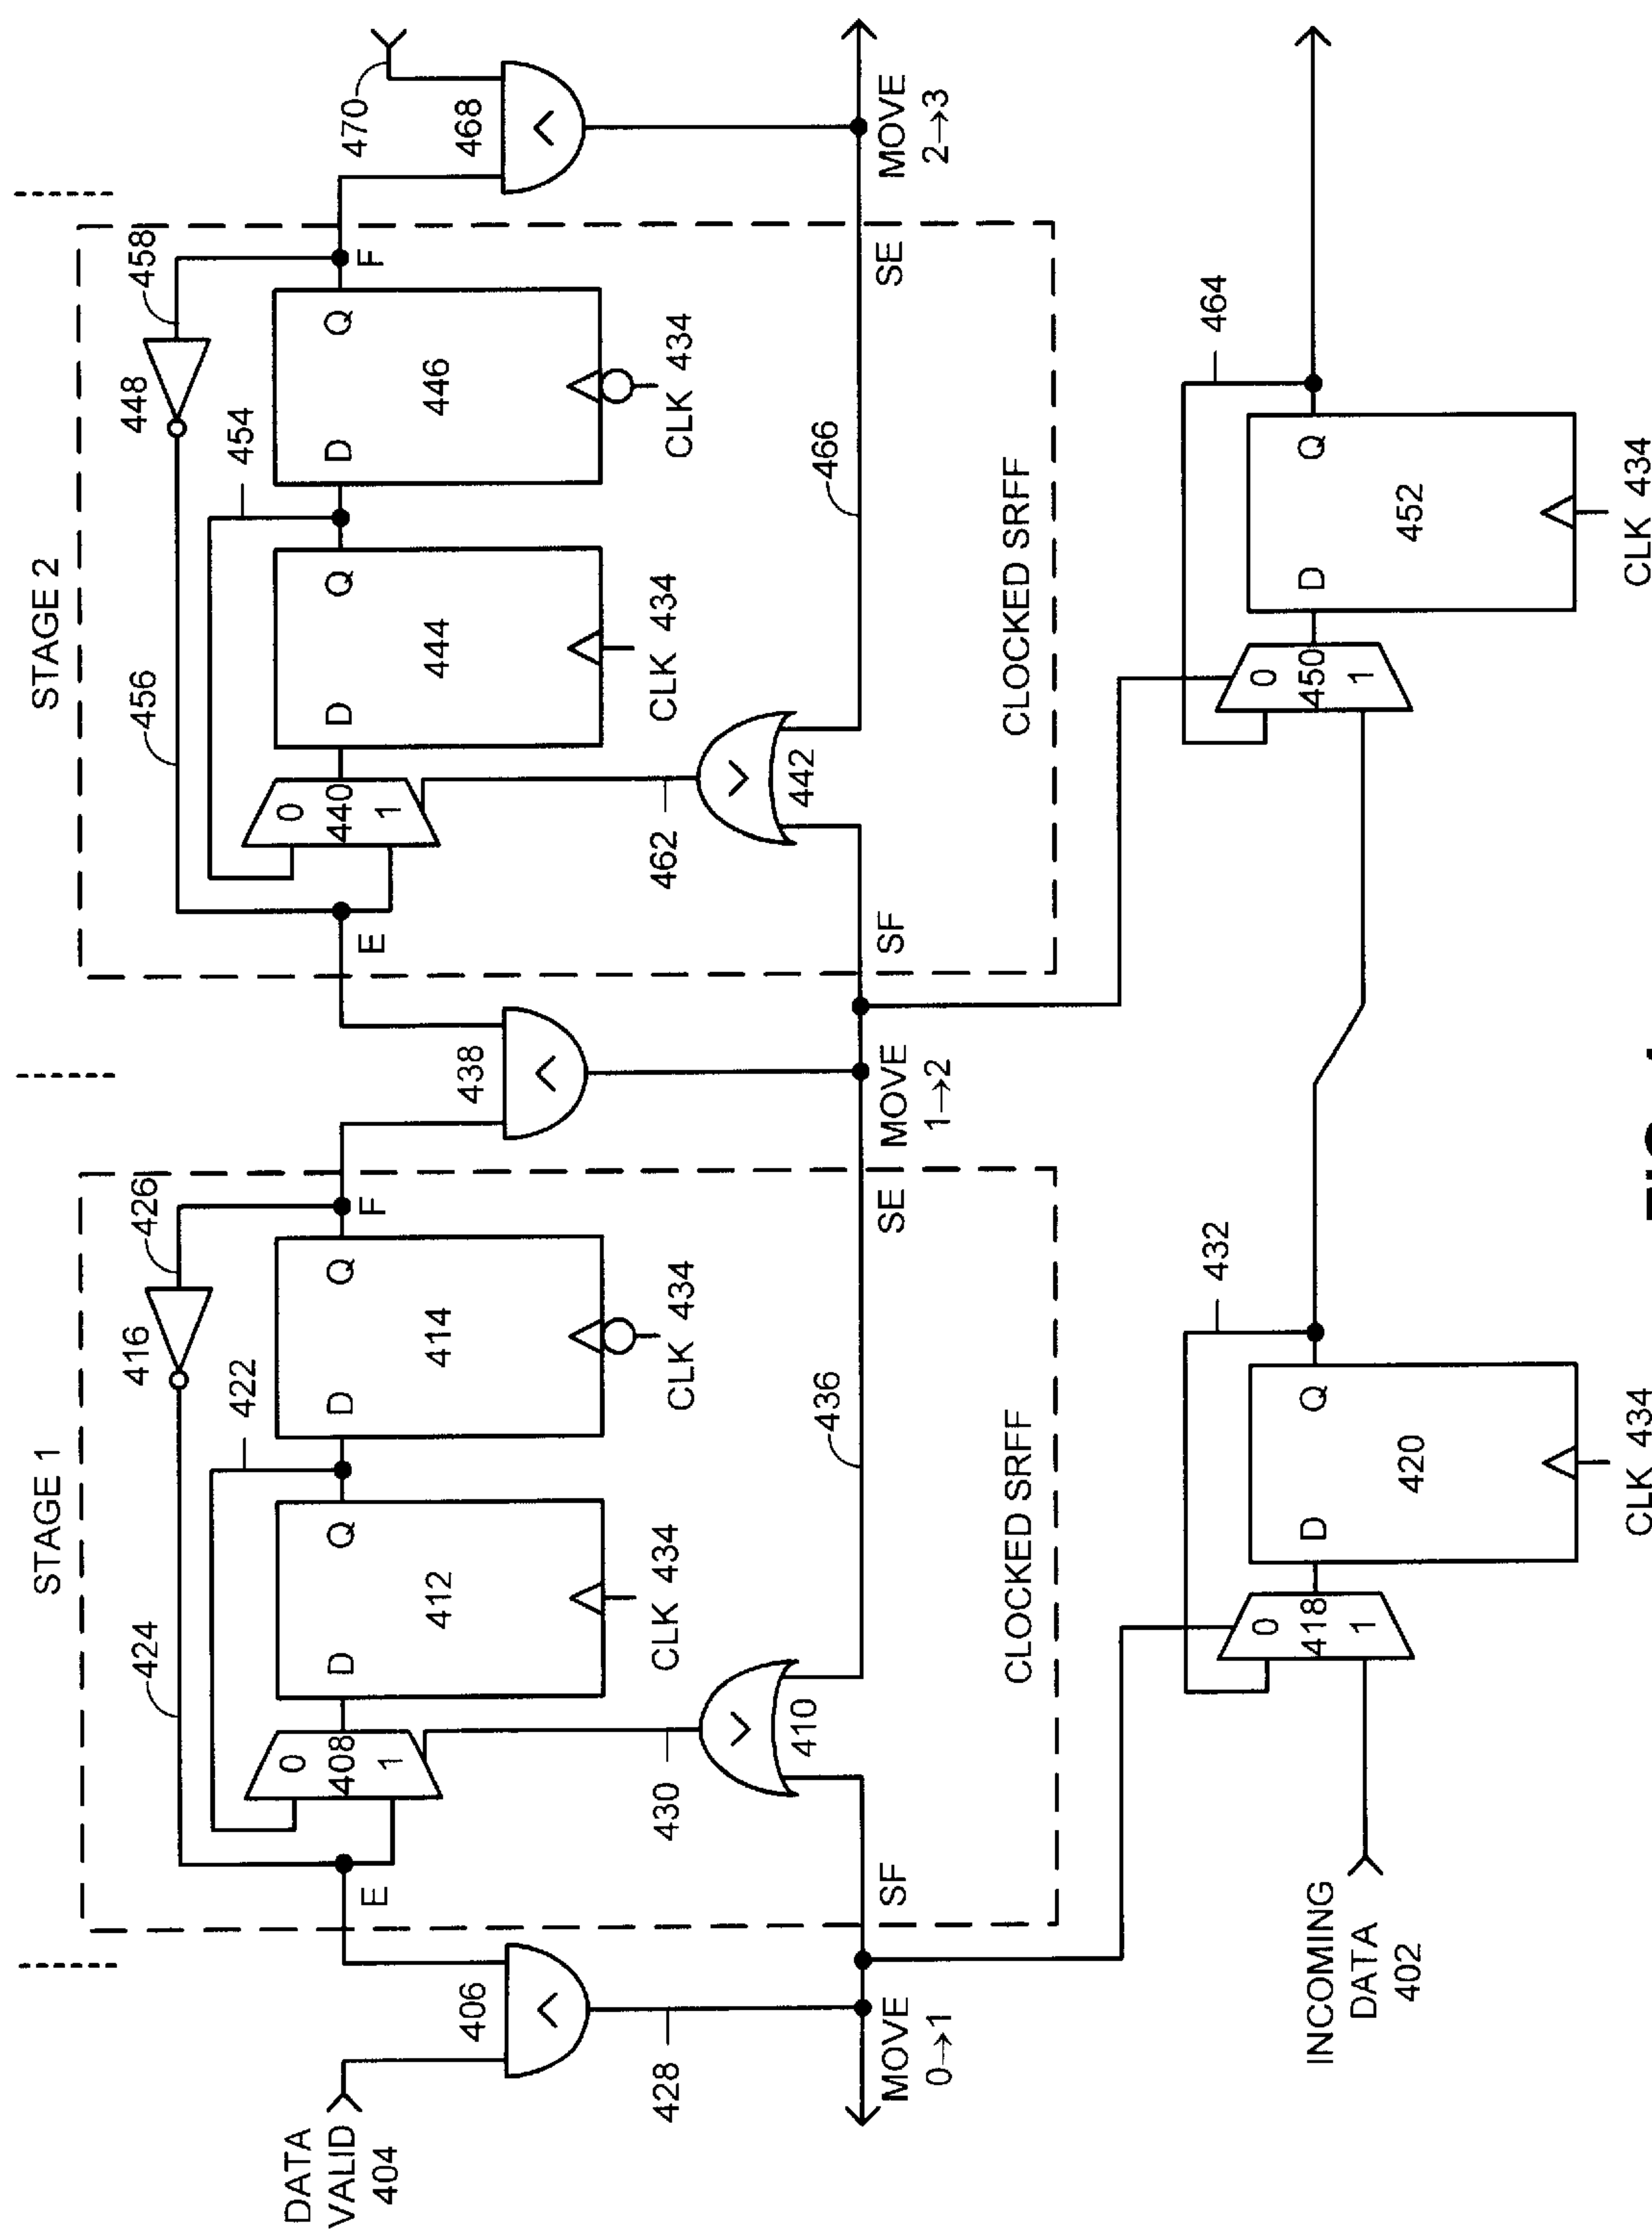 STAGE 1
STAGE 2
424
416
426
422
456
448
458
454
470
DATA
VALID
404
E
0
408
1
D
412
Q
D
414
Q
F
E
0
440
1
D
444
Q
D
446
Q
F
406
438
468
CLK 434
CLK 434
CLK 434
CLK 434
428
430
462
410
436
442
466
MOVE
0→1
SF
SE
MOVE
1→2
SF
SE
MOVE
2→3
CLOCKED SRFF
CLOCKED SRFF
432
464
INCOMING
DATA
402
0
418
1
D
420
Q
0
450
1
D
452
Q
CLK 434
CLK 434